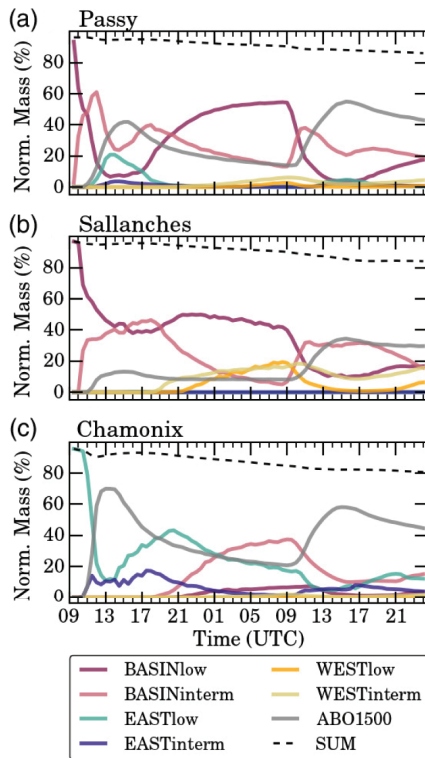 (a) Passy
Norm. Mass (%)
80
60
40
20
0
(b) Sallanches
Norm. Mass (%)
80
60
40
20
0
(c) Chamonix
Norm. Mass (%)
80
60
40
20
0
09 13 17 21 01 05 09 13 17 21
Time (UTC)
BASINlow WESTlow
BASINinterm WESTinterm
EASTlow ABO1500
EASTinterm SUM